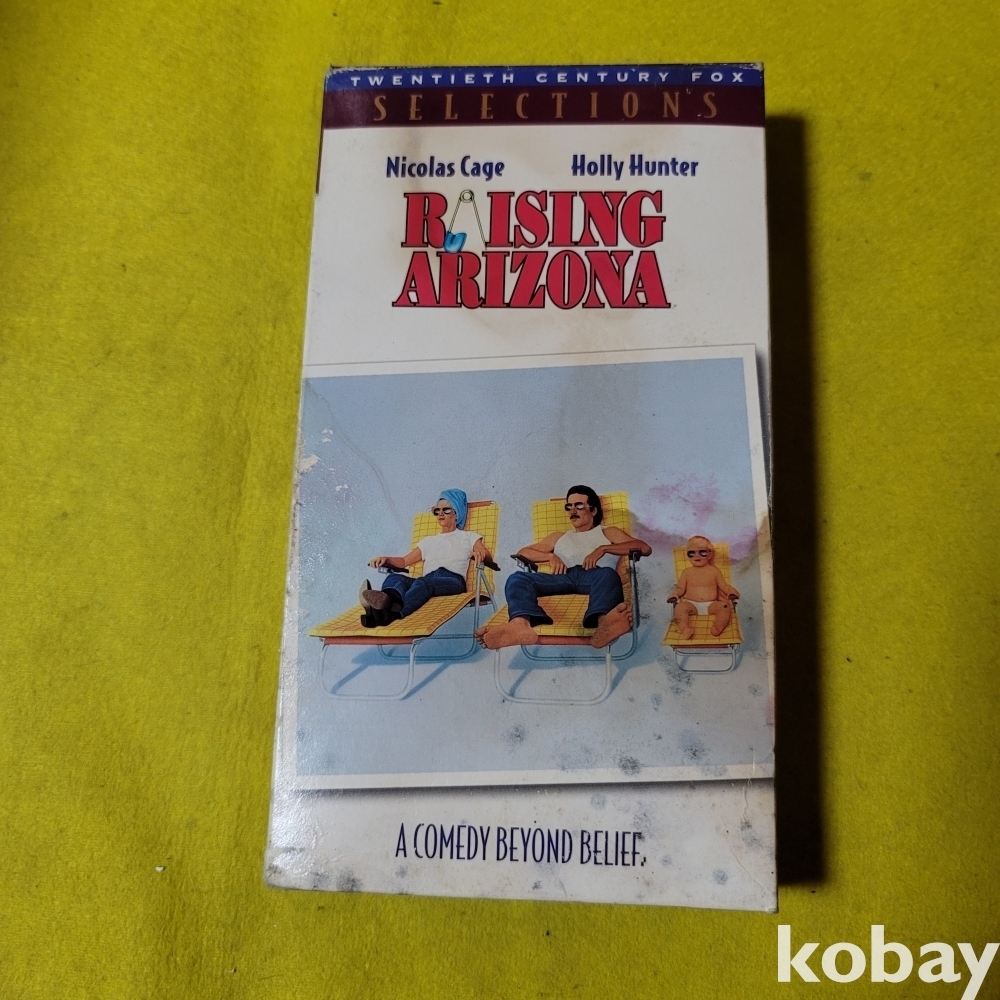 TWENTIETH CENTURY FOX
SELECTIONS
Nicolas Cage Holly Hunter
RAISING
ARIZONA
A COMEDY BEYOND BELIEF.
kobay